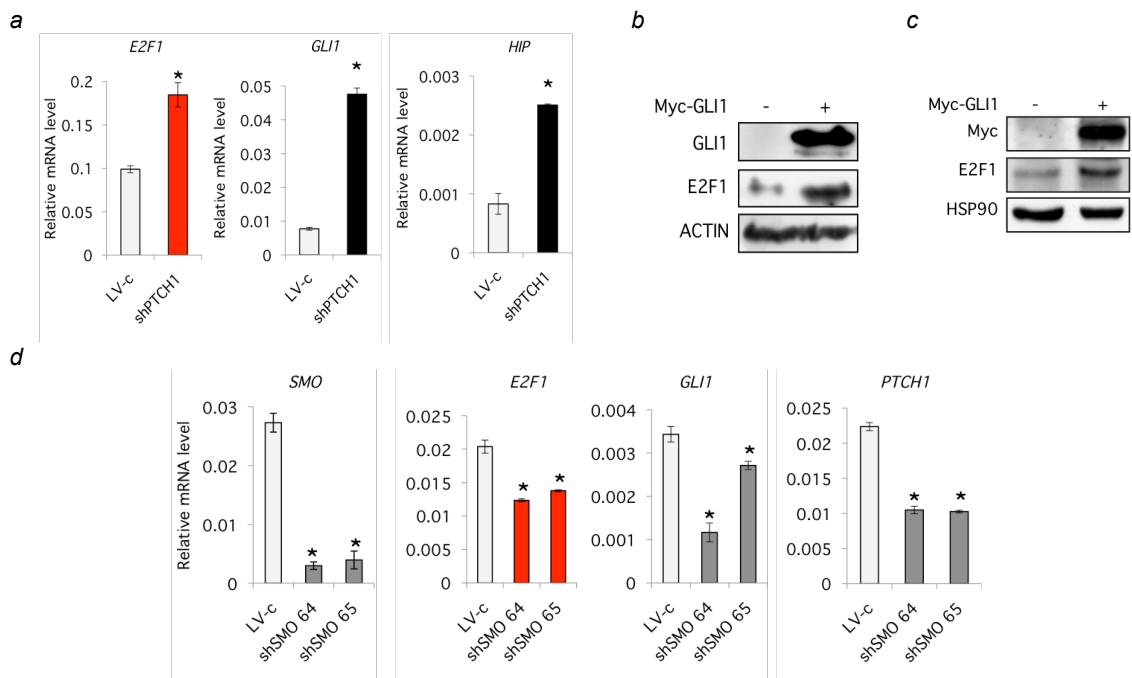 a
E2F1
GLI1
HIP
Relative mRNA level
0.2
0.15
0.1
0.05
0
LV-c
shPTCH1
*
Relative mRNA level
0.05
0.04
0.03
0.02
0.01
0
LV-c
shPTCH1
*
Relative mRNA level
0.003
0.002
0.001
0
LV-c
shPTCH1
*
b
Myc-GLI1 - +
GLI1
E2F1
ACTIN
c
Myc-GLI1 - +
Myc
E2F1
HSP90
d
SMO
Relative mRNA level
0.03
0.02
0.01
0
LV-c
shSMO 64
shSMO 65
* *
E2F1
0.025
0.02
0.015
0.01
0.005
0
LV-c
shSMO 64
shSMO 65
* *
GLI1
0.004
0.003
0.002
0.001
0
LV-c
shSMO 64
shSMO 65
* *
PTCH1
0.025
0.02
0.015
0.01
0.005
0
LV-c
shSMO 64
shSMO 65
* *